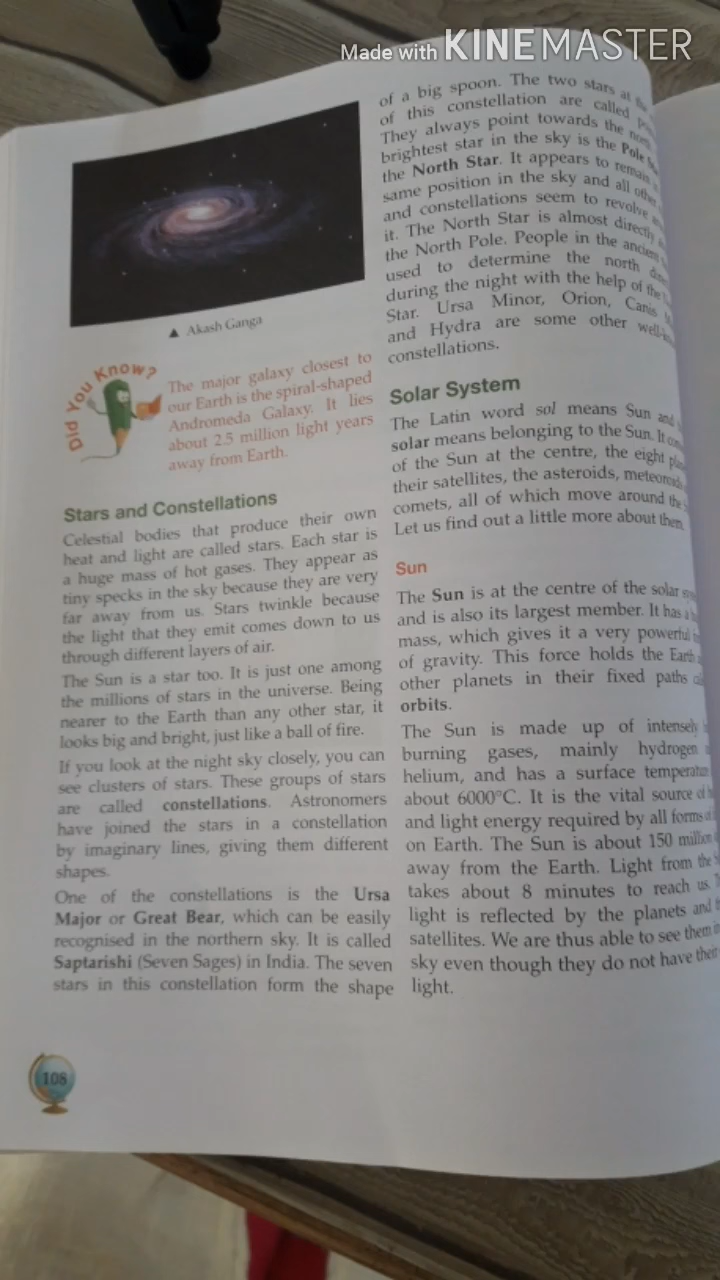 Made with KINEMASTER
▲ Akash Ganga
Did You Know?
The major galaxy closest to
our Earth is the spiral-shaped
Andromeda Galaxy. It lies
about 2.5 million light years
away from Earth.
Stars and Constellations
Celestial bodies that produce their own
heat and light are called stars. Each star is
a huge mass of hot gases. They appear as
tiny specks in the sky because they are very
far away from us. Stars twinkle because
the light that they emit comes down to us
through different layers of air.
The Sun is a star too. It is just one among
the millions of stars in the universe. Being
nearer to the Earth than any other star, it
looks big and bright, just like a ball of fire.
If you look at the night sky closely, you can
see clusters of stars. These groups of stars
are called constellations. Astronomers
have joined the stars in a constellation
by imaginary lines, giving them different
shapes.
One of the constellations is the Ursa
Major or Great Bear, which can be easily
recognised in the northern sky. It is called
Saptarishi (Seven Sages) in India. The seven
stars in this constellation form the shape
108
of a big spoon. The two stars at
of this constellation are called
They always point towards the
brightest star in the sky is the Pole
the North Star. It appears to remain
same position in the sky and all other
and constellations seem to revolve
it. The North Star is almost directly
the North Pole. People in the ancient
used to determine the north
during the night with the help of the
Star. Ursa Minor, Orion, Canis
and Hydra are some other
constellations.
Solar System
The Latin word sol means Sun and
solar means belonging to the Sun. It
of the Sun at the centre, the eight
their satellites, the asteroids, meteoroids
comets, all of which move around the
Let us find out a little more about them.
Sun
The Sun is at the centre of the solar
and is also its largest member. It has a
mass, which gives it a very powerful
of gravity. This force holds the Earth
other planets in their fixed paths
orbits.
The Sun is made up of intensely
burning gases, mainly hydrogen
helium, and has a surface temperature
about 6000°C. It is the vital source of
and light energy required by all forms
on Earth. The Sun is about 150 million
away from the Earth. Light from the
takes about 8 minutes to reach us.
light is reflected by the planets and
satellites. We are thus able to see them
sky even though they do not have their
light.